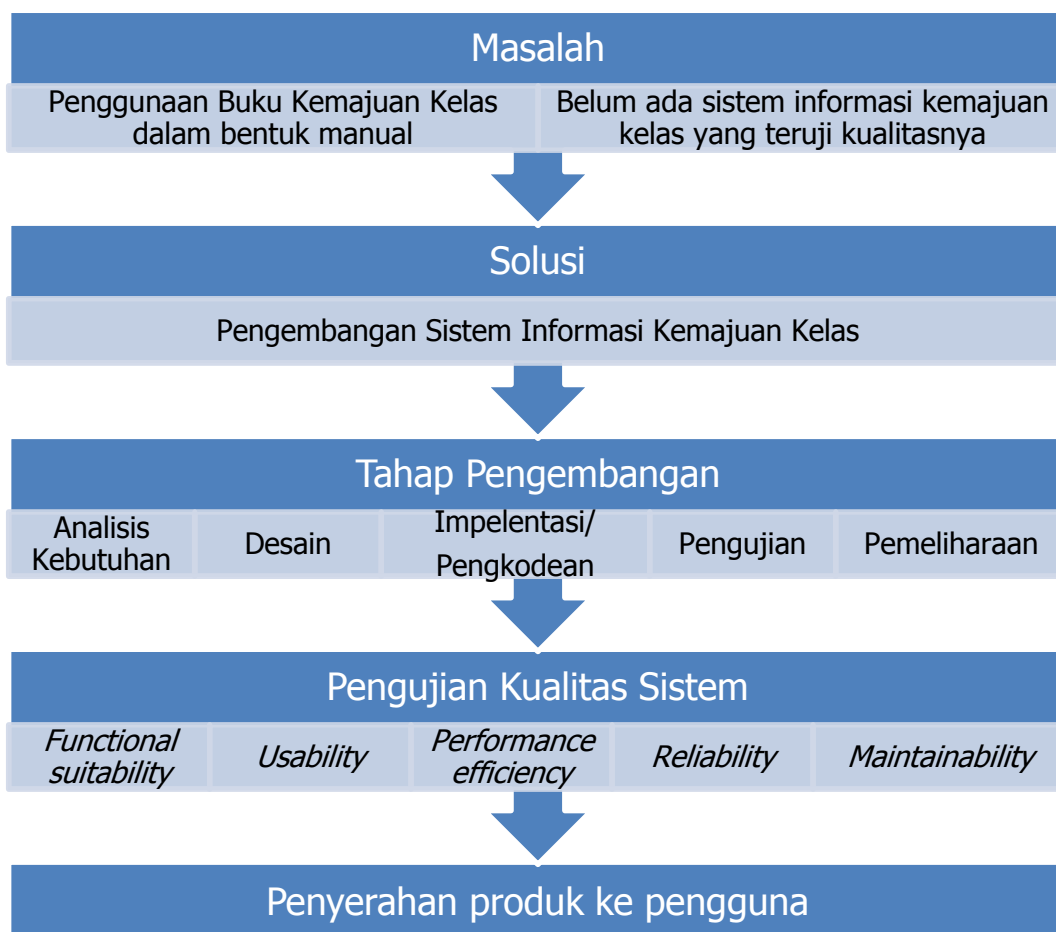 Masalah
Penggunaan Buku Kemajuan Kelas
dalam bentuk manual
Belum ada sistem informasi kemajuan
kelas yang teruji kualitasnya
Solusi
Pengembangan Sistem Informasi Kemajuan Kelas
Tahap Pengembangan
Analisis
Kebutuhan
Desain
Impelentasi/
Pengkodean
Pengujian
Pemeliharaan
Pengujian Kualitas Sistem
Functional
suitability
Usability
Performance
efficiency
Reliability
Maintainability
Penyerahan produk ke pengguna